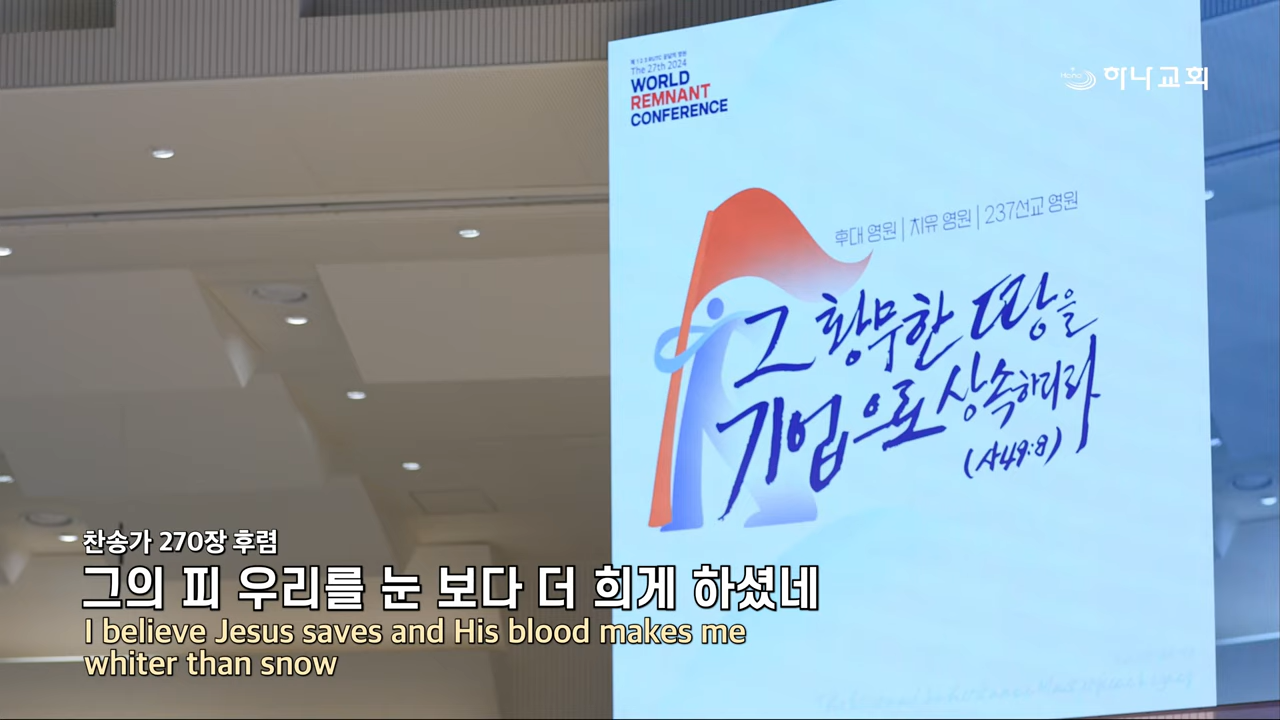 The 27th 2024
WORLD
REMNANT
CONFERENCE
Hana
하나교회
후대 영원 | 치유 영원 | 237선교 영원
그 황무한 땅을
기업으로 상속하리라
(사49:8)
찬송가 270장 후렴
그의 피 우리를 눈 보다 더 희게 하셨네
I believe Jesus saves and His blood makes me
whiter than snow